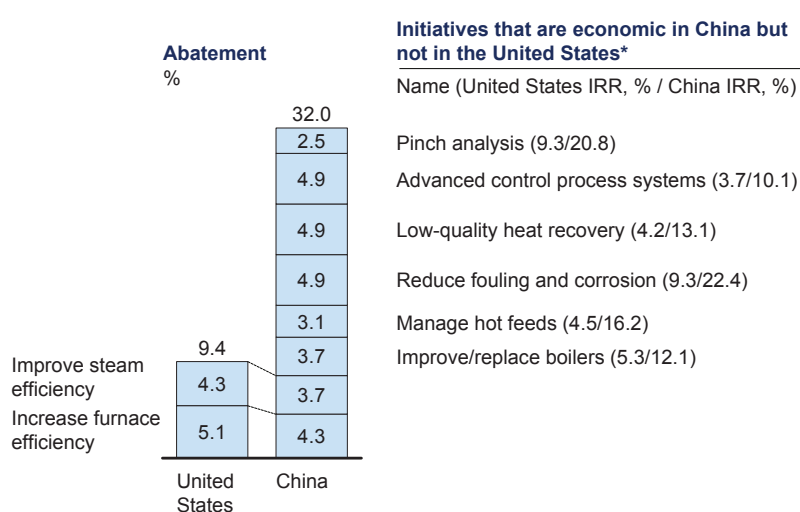 Initiatives that are economic in China but
not in the United States*
Abatement
%
Name (United States IRR, % / China IRR, %)
32.0
2.5
Pinch analysis (9.3/20.8)
4.9
Advanced control process systems (3.7/10.1)
4.9
Low-quality heat recovery (4.2/13.1)
4.9
Reduce fouling and corrosion (9.3/22.4)
3.1
Manage hot feeds (4.5/16.2)
9.4
3.7
Improve/replace boilers (5.3/12.1)
Improve steam
efficiency
4.3
3.7
Increase furnace
efficiency
5.1
4.3
United
States
China